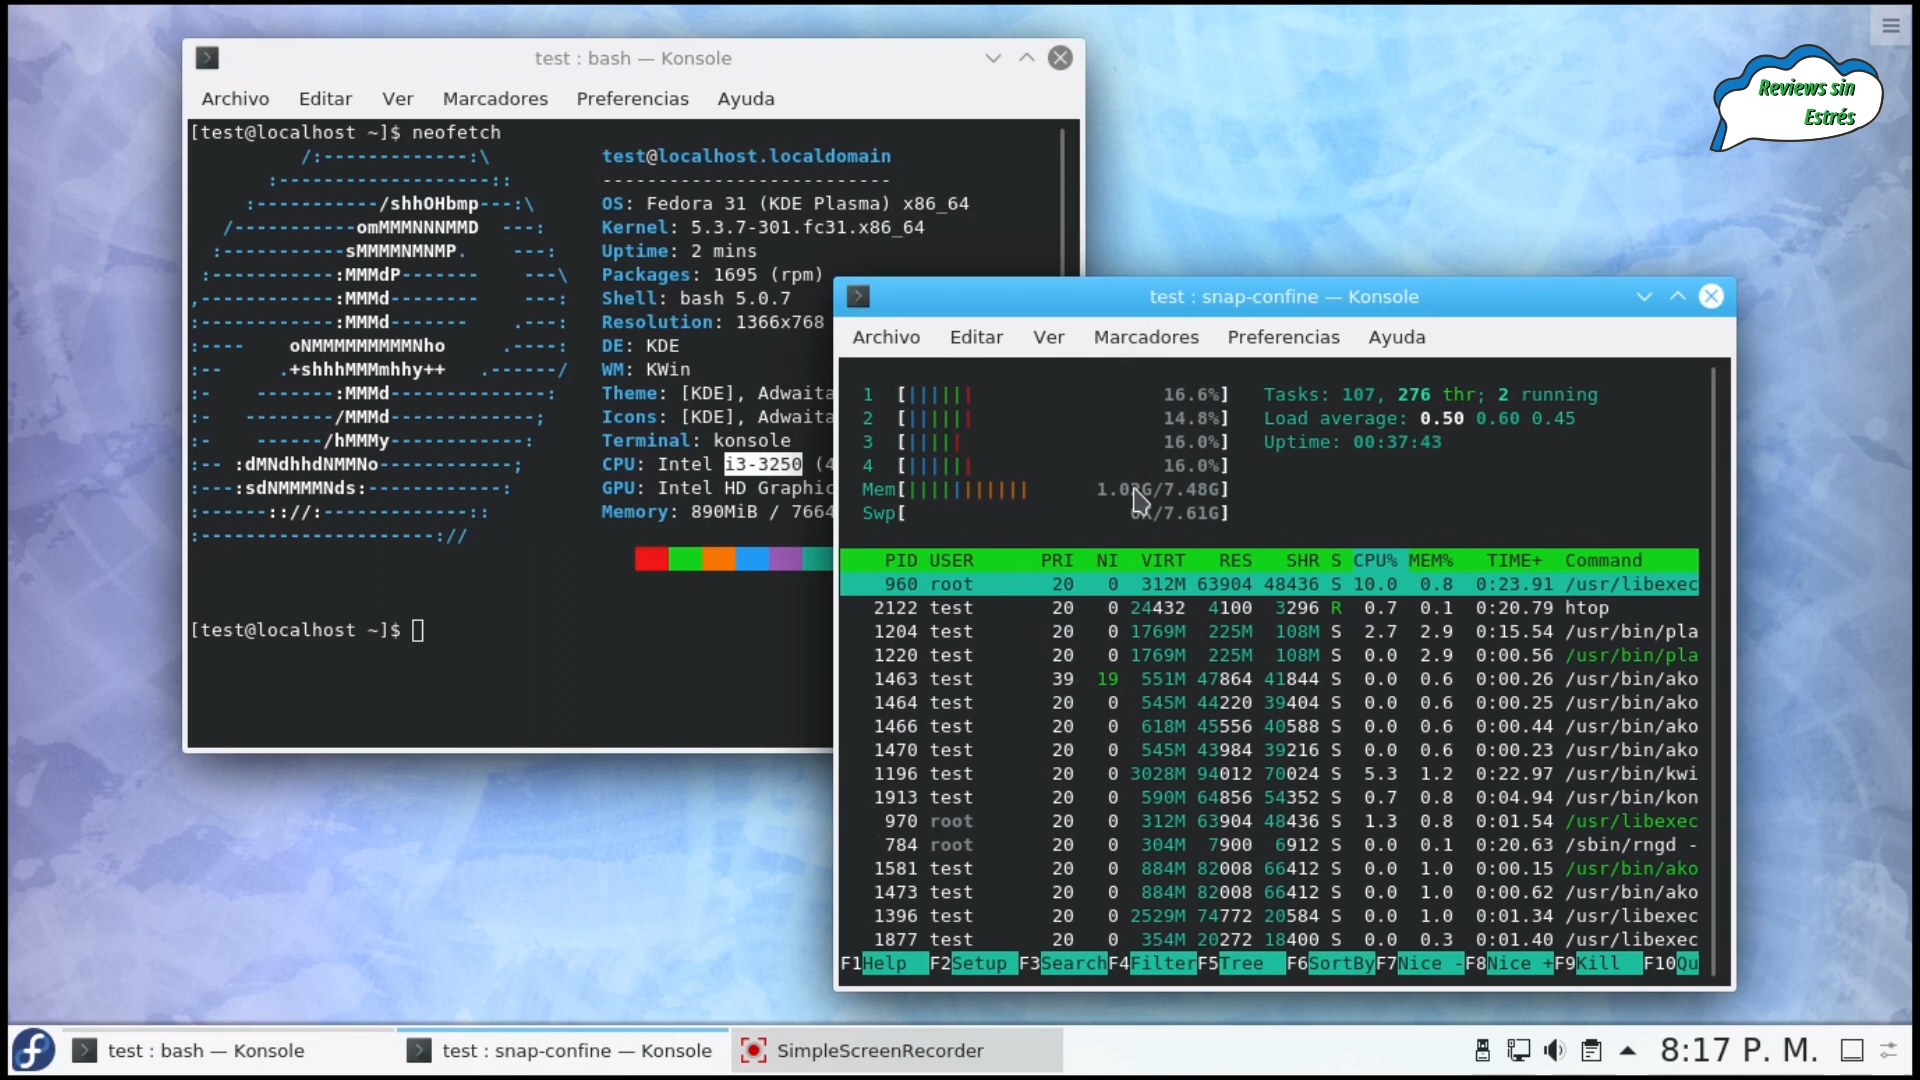 test : bash — Konsole
Archivo Editar Ver Marcadores Preferencias Ayuda
[test@localhost ~]$ neofetch
/:-------------:\
:-------------------::
:-----------/shhOHbmp---:\
/-----------omMMMNNNMMD  ---:
:-----------sMMMMNMNMP.    ---:
:-----------:MMMdP-------    ---\
,------------:MMMd--------    ---:
:------------:MMMd-------    .---:
:----    oNMMMMMMMMMNho     .----:
:--     .+shhhMMMmhhy++   .------/
:-    -------:MMMd--------------:
:-   --------/MMMd-------------;
:-    ------/hMMMy------------:
:-- :dMNdhhdNMMNo------------;
:---:sdNMMMMNds:------------:
:------:://:-------------::
:---------------------://
test@localhost.localdomain
--------------------------
OS: Fedora 31 (KDE Plasma) x86_64
Kernel: 5.3.7-301.fc31.x86_64
Uptime: 2 mins
Packages: 1695 (rpm)
Shell: bash 5.0.7
Resolution: 1366x768
DE: KDE
WM: KWin
Theme: [KDE], Adwaita
Icons: [KDE], Adwaita
Terminal: konsole
CPU: Intel i3-3250 (4
GPU: Intel HD Graphic
Memory: 890MiB / 7664
[test@localhost ~]$
Reviews sin
Estrés
test : snap-confine — Konsole
Archivo Editar Ver Marcadores Preferencias Ayuda
1 [|||||| 16.6%] Tasks: 107, 276 thr; 2 running
2 [|||||| 14.8%] Load average: 0.50 0.60 0.45
3 [||||| 16.0%] Uptime: 00:37:43
4 [|||||| 16.0%]
Mem[||||||||||| /7.48G]
Swp[ /7.61G]
PID USER PRI NI VIRT RES SHR S CPU% MEM% TIME+ Command
960 root 20 0 312M 63904 48436 S 10.0 0.8 0:23.91 /usr/libexec
2122 test 20 0 24432 4100 3296 R 0.7 0.1 0:20.79 htop
1204 test 20 0 1769M 225M 108M S 2.7 2.9 0:15.54 /usr/bin/pla
1220 test 20 0 1769M 225M 108M S 0.0 2.9 0:00.56 /usr/bin/pla
1463 test 39 19 551M 47864 41844 S 0.0 0.6 0:00.26 /usr/bin/ako
1464 test 20 0 545M 44220 39404 S 0.0 0.6 0:00.25 /usr/bin/ako
1466 test 20 0 618M 45556 40588 S 0.0 0.6 0:00.44 /usr/bin/ako
1470 test 20 0 545M 43984 39216 S 0.0 0.6 0:00.23 /usr/bin/ako
1196 test 20 0 3028M 94012 70024 S 5.3 1.2 0:22.97 /usr/bin/kwi
1913 test 20 0 590M 64856 54352 S 0.7 0.8 0:04.94 /usr/bin/kon
970 root 20 0 312M 63904 48436 S 1.3 0.8 0:01.54 /usr/libexec
784 root 20 0 304M 7900 6912 S 0.0 0.1 0:20.63 /sbin/rngd -
1581 test 20 0 884M 82008 66412 S 0.0 1.0 0:00.15 /usr/bin/ako
1473 test 20 0 884M 82008 66412 S 0.0 1.0 0:00.62 /usr/bin/ako
1396 test 20 0 2529M 74772 20584 S 0.0 1.0 0:01.34 /usr/libexec
1877 test 20 0 354M 20272 18400 S 0.0 0.3 0:01.40 /usr/libexec
F1Help F2Setup F3SearchF4FilterF5Tree F6SortByF7Nice -F8Nice +F9Kill F10Qu
test : bash — Konsole
test : snap-confine — Konsole
SimpleScreenRecorder
8:17 P. M.